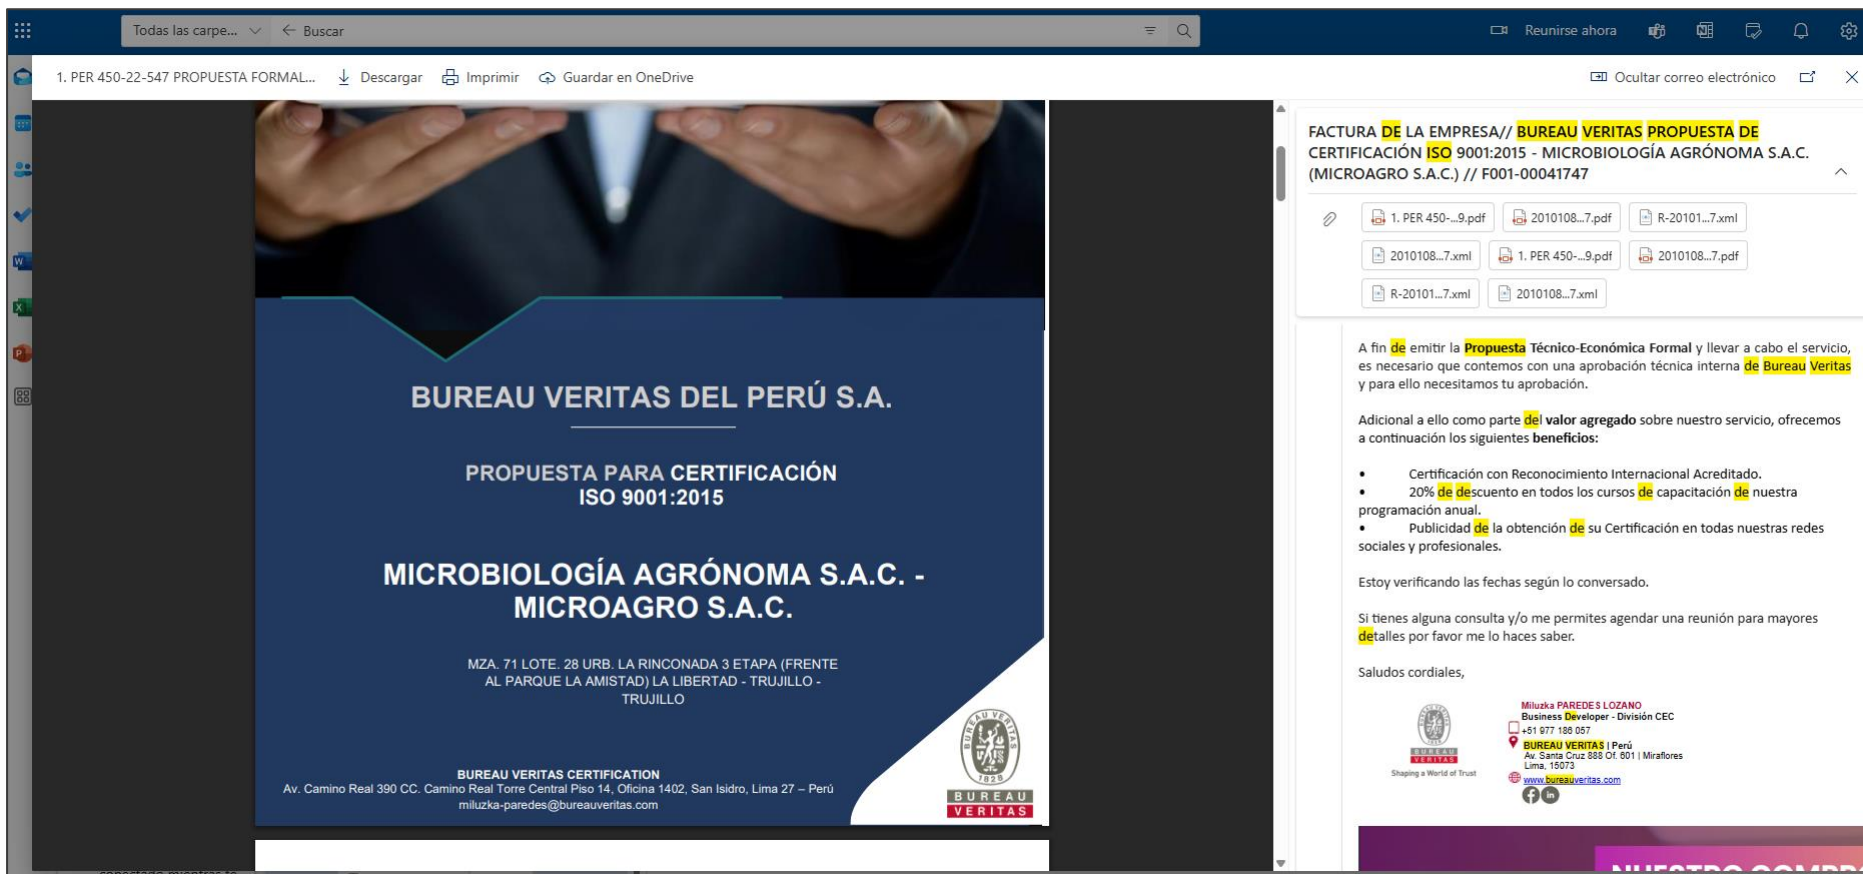 Todas las carpe...
Buscar
Reunirse ahora
1. PER 450-22-547 PROPUESTA FORMAL...
Descargar
Imprimir
Guardar en OneDrive
Ocultar correo electrónico
BUREAU VERITAS DEL PERÚ S.A.
PROPUESTA PARA CERTIFICACIÓN
ISO 9001:2015
MICROBIOLOGÍA AGRÓNOMA S.A.C. -
MICROAGRO S.A.C.
MZA. 71 LOTE. 28 URB. LA RINCONADA 3 ETAPA (FRENTE
AL PARQUE LA AMISTAD) LA LIBERTAD - TRUJILLO -
TRUJILLO
BUREAU VERITAS CERTIFICATION
Av. Camino Real 390 CC. Camino Real Torre Central Piso 14, Oficina 1402, San Isidro, Lima 27 – Perú
miluzka-paredes@bureauveritas.com
BUREAU VERITAS
1828
BUREAU
VERITAS
FACTURA DE LA EMPRESA// BUREAU VERITAS PROPUESTA DE
CERTIFICACIÓN ISO 9001:2015 - MICROBIOLOGÍA AGRÓNOMA S.A.C.
(MICROAGRO S.A.C.) // F001-00041747
1. PER 450-...9.pdf
2010108...7.pdf
R-20101...7.xml
2010108...7.xml
1. PER 450-...9.pdf
2010108...7.pdf
R-20101...7.xml
2010108...7.xml
A fin de emitir la Propuesta Técnico-Económica Formal y llevar a cabo el servicio,
es necesario que contemos con una aprobación técnica interna de Bureau Veritas
y para ello necesitamos tu aprobación.
Adicional a ello como parte del valor agregado sobre nuestro servicio, ofrecemos
a continuación los siguientes beneficios:
• Certificación con Reconocimiento Internacional Acreditado.
• 20% de descuento en todos los cursos de capacitación de nuestra
programación anual.
• Publicidad de la obtención de su Certificación en todas nuestras redes
sociales y profesionales.
Estoy verificando las fechas según lo conversado.
Si tienes alguna consulta y/o me permites agendar una reunión para mayores
detalles por favor me lo haces saber.
Saludos cordiales,
BUREAU
VERITAS
Shaping a World of Trust
Miluzka PAREDES LOZANO
Business Developer - División CEC
+51 977 186 057
BUREAU VERITAS | Perú
Av. Santa Cruz 888 Of. 601 | Miraflores
Lima, 15073
www.bureauveritas.com